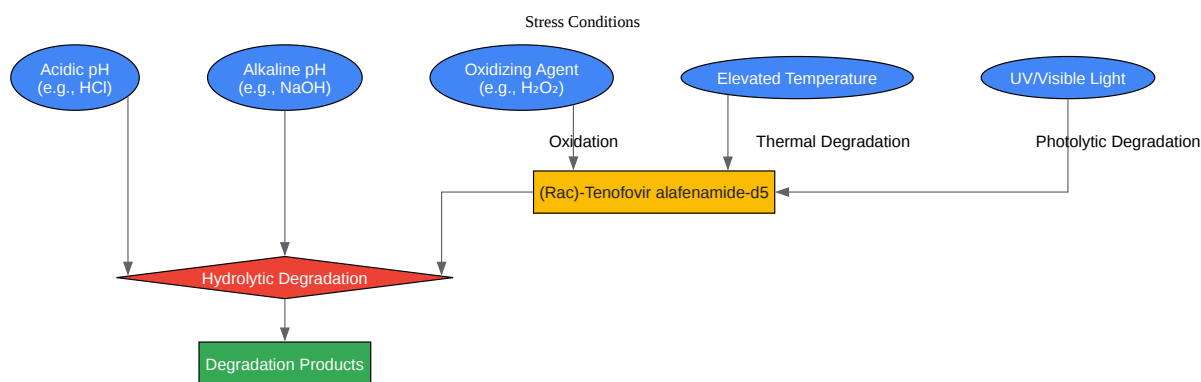 Stress Conditions
Acidic pH
(e.g., HCl)
Alkaline pH
(e.g., NaOH)
Oxidizing Agent
(e.g., H₂O₂)
Elevated Temperature
UV/Visible Light
Oxidation
Thermal Degradation
Photolytic Degradation
(Rac)-Tenofovir alafenamide-d5
Hydrolytic Degradation
Degradation Products